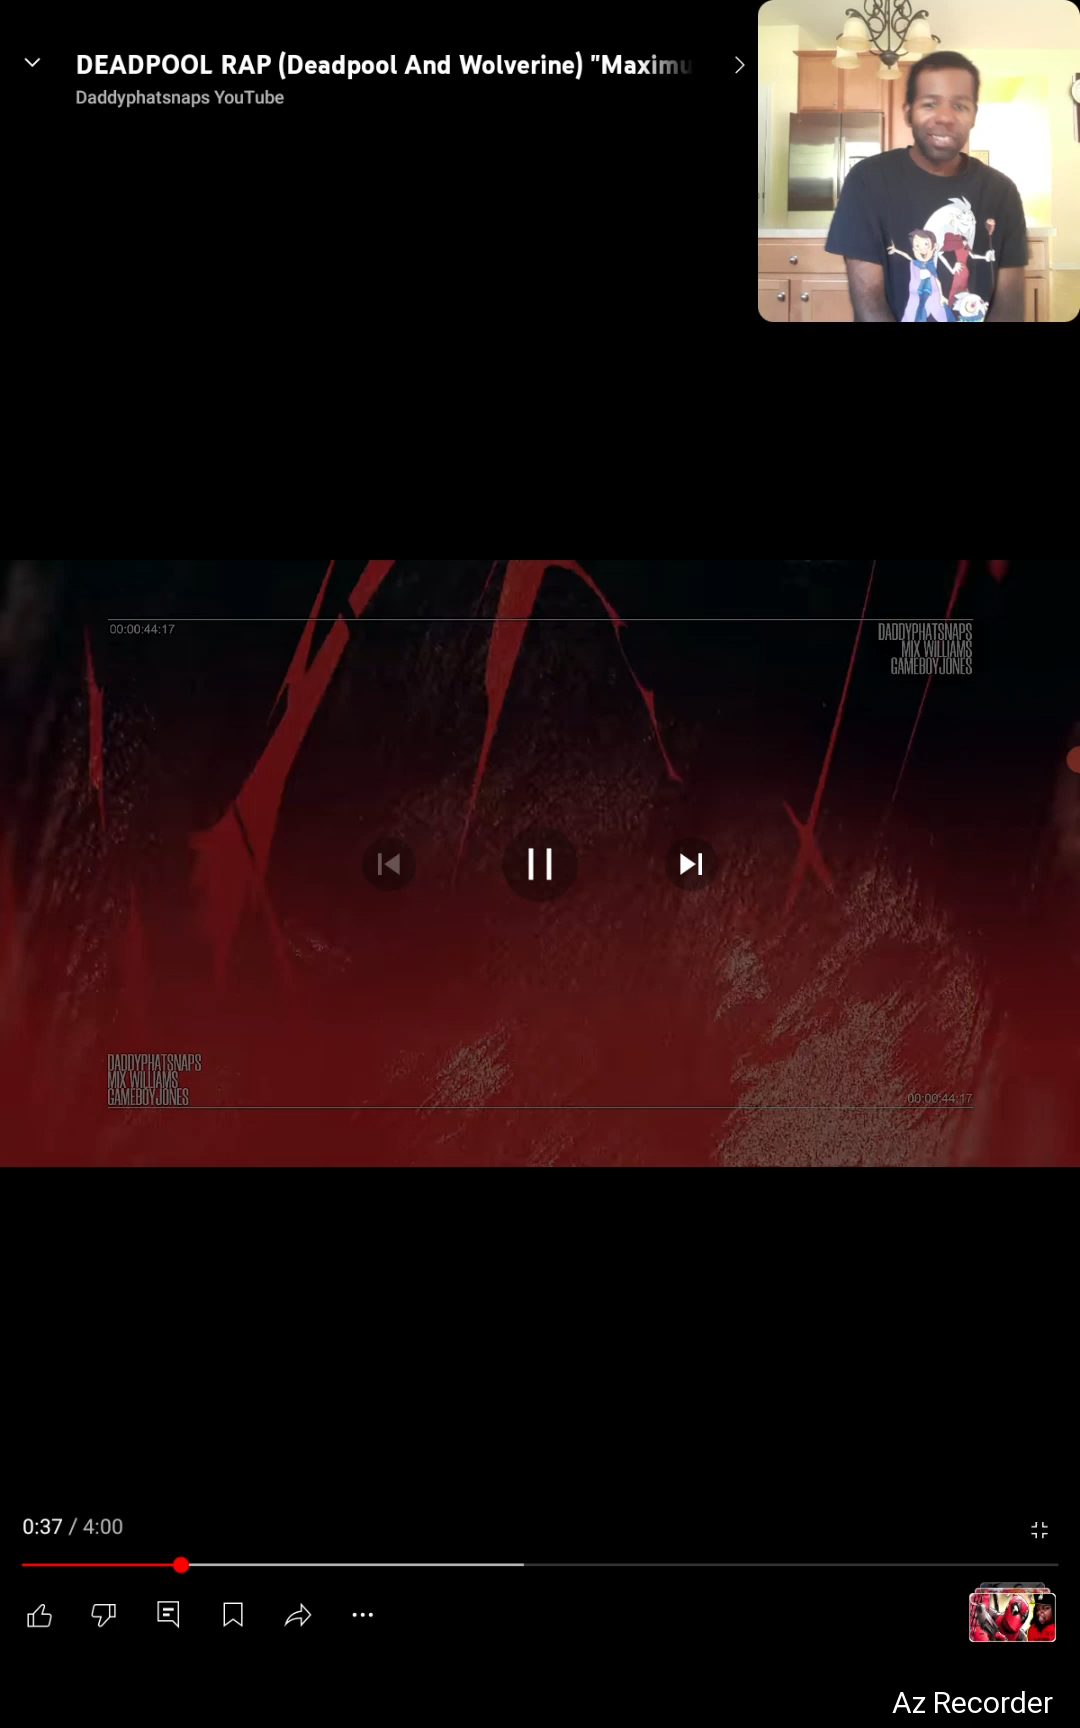 DEADPOOL RAP (Deadpool And Wolverine) "Maximu
Daddyphatsnaps YouTube
00:00:44:17
DADDYPHATSNAPS
MIX WILLIAMS
GAMEBOYJONES
DADDYPHATSNAPS
MIX WILLIAMS
GAMEBOYJONES
00:00:44:17
0:37 / 4:00
Az Recorder